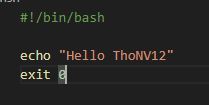 #!/bin/bash
echo "Hello ThoNV12"
exit 0